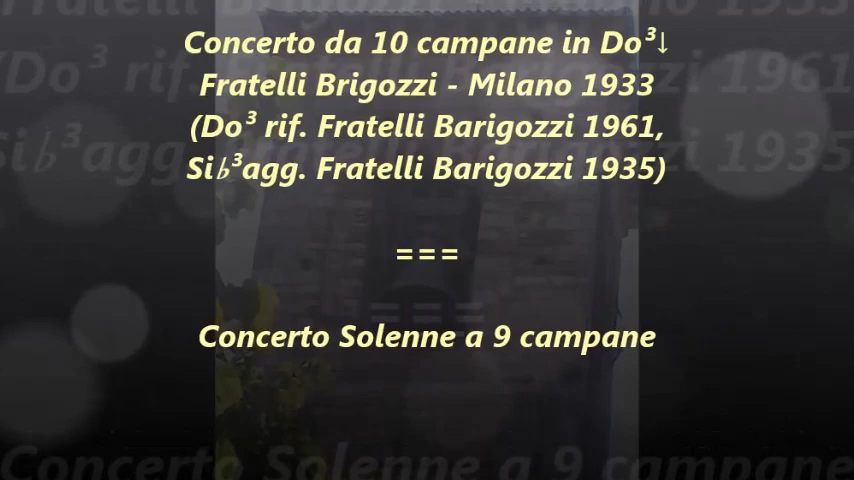 Concerto da 10 campane in Do³↓
Fratelli Brigozzi - Milano 1933
(Do³ rif. Fratelli Barigozzi 1961,
Si♭³agg. Fratelli Barigozzi 1935)
===
Concerto Solenne a 9 campane